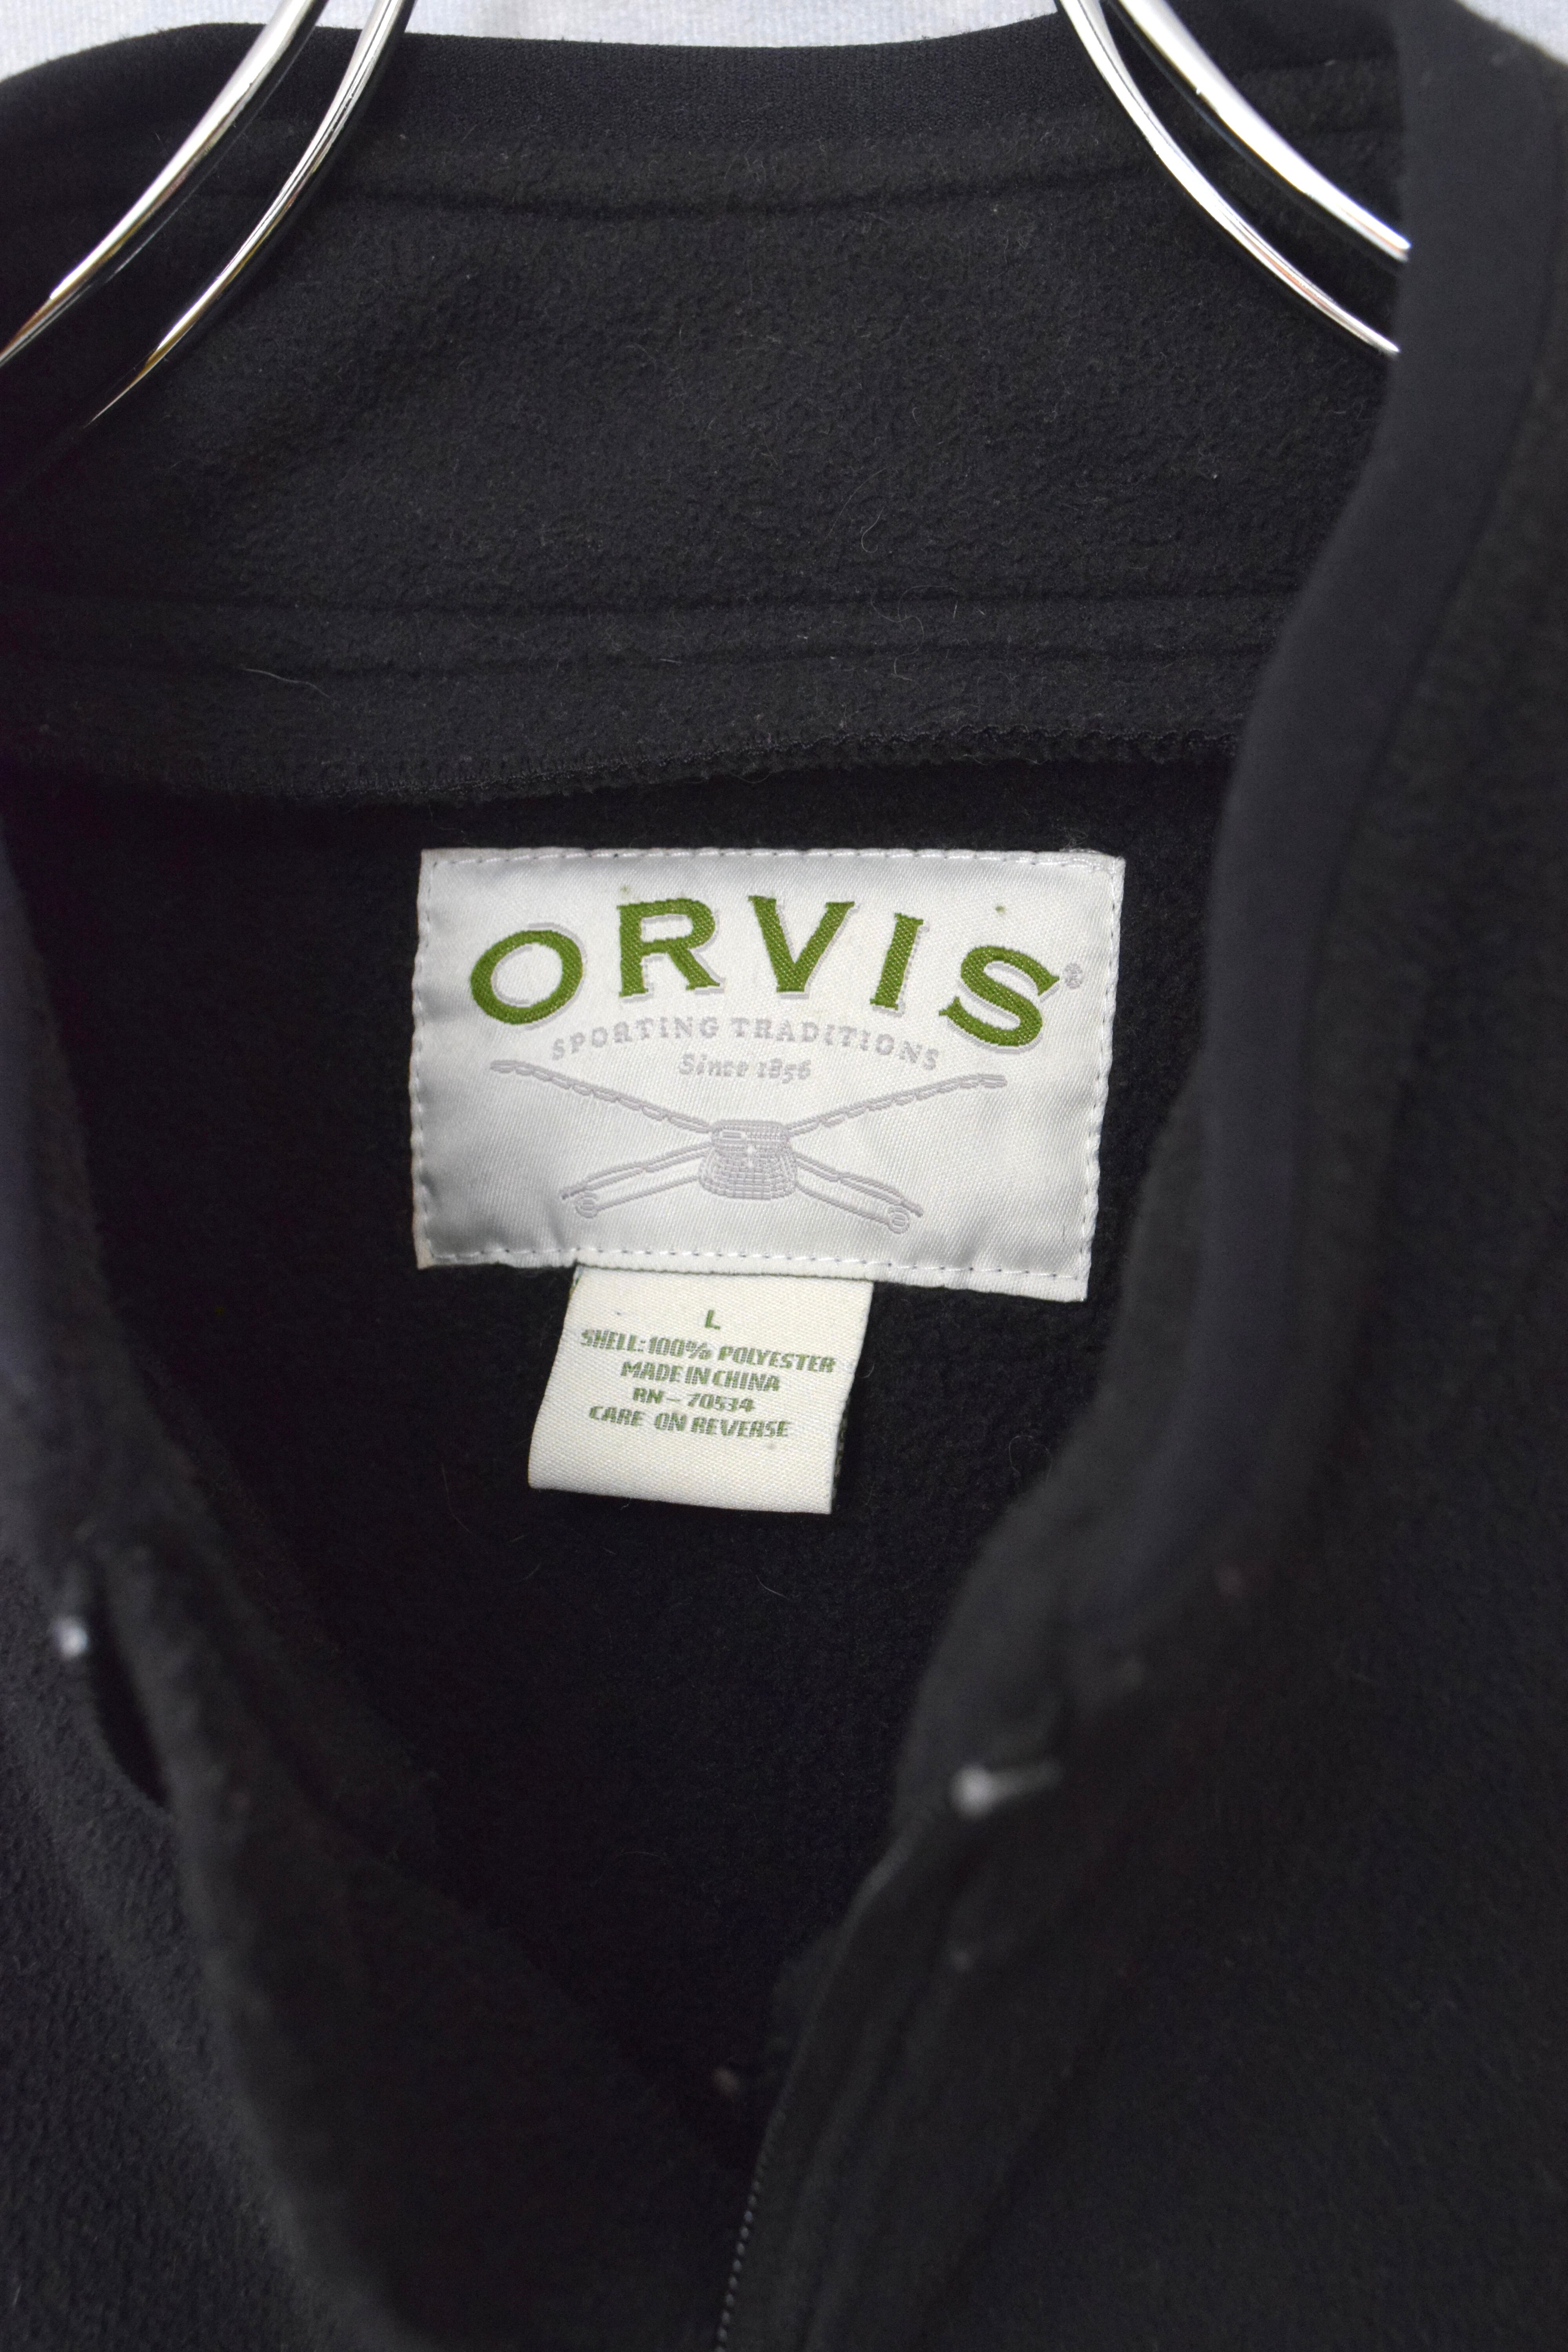 ORVIS®
SPORTING TRADITIONS
Since 1856
L
SHELL: 100% POLYESTER
MADE IN CHINA
RN – 70534
CARE ON REVERSE